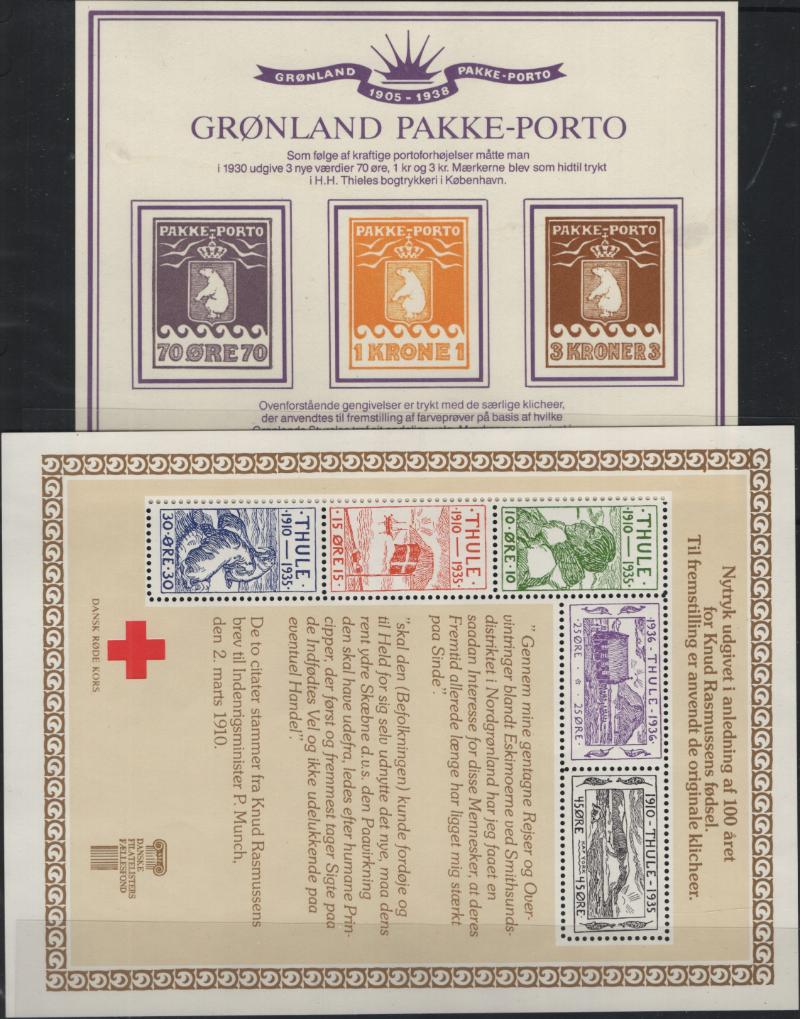 GRØNLAND PAKKE-PORTO
1905 - 1938
GRØNLAND PAKKE-PORTO
Som følge af kraftige portoforhøjelser måtte man
i 1930 udgive 3 nye værdier 70 øre, 1 kr og 3 kr. Mærkerne blev som hidtil trykt
i H.H. Thieles bogtrykkeri i København.
PAKKE-PORTO
70 ØRE 70
PAKKE-PORTO
1 KRONE 1
PAKKE-PORTO
3 KRONER 3
Ovenforstående gengivelser er trykt med de særlige klicheer,
der anvendtes til fremstilling af farveprøver på basis af hvilke
Nytryk udgivet i anledning af 100 året
for Knud Rasmussens fødsel.
Til fremstilling er anvendt de originale klicheer.
THULE
1910 — 1935
30·ØRE·30
THULE
1910 — 1935
15 ØRE 15
THULE
1910 — 1935
10·ØRE·10
1936 · THULE · 1936
25 ØRE · 25 ØRE
1910 - THULE - 1935
45 ØRE 45 ØRE
KAP YORK
"Gennem mine gentagne Rejser og Over-
vintringer blandt Eskimoerne ved Smithsunds-
distriktet i Nordgrønland har jeg faaet en
saadan Interesse for disse Mennesker, at deres
Fremtid allerede længe har ligget mig stærkt
paa Sinde".
"skal den (Befolkningen) kunde fordøje og
til Held for sig selv udnytte det nye, maa dens
rent ydre Skæbne d.v.s. den Paavirkning
den skal have udefra, ledes efter humane Prin-
cipper, der først og fremmest tager Sigte paa
de Indfødtes Vel og ikke udelukkende paa
eventuel Handel"
De to citater stammer fra Knud Rasmussens
brev til Indenrigsminister P. Munch,
den 2. marts 1910.
DANSK RØDE KORS
DANSKE
FILATELISTERS
FÆLLESFOND